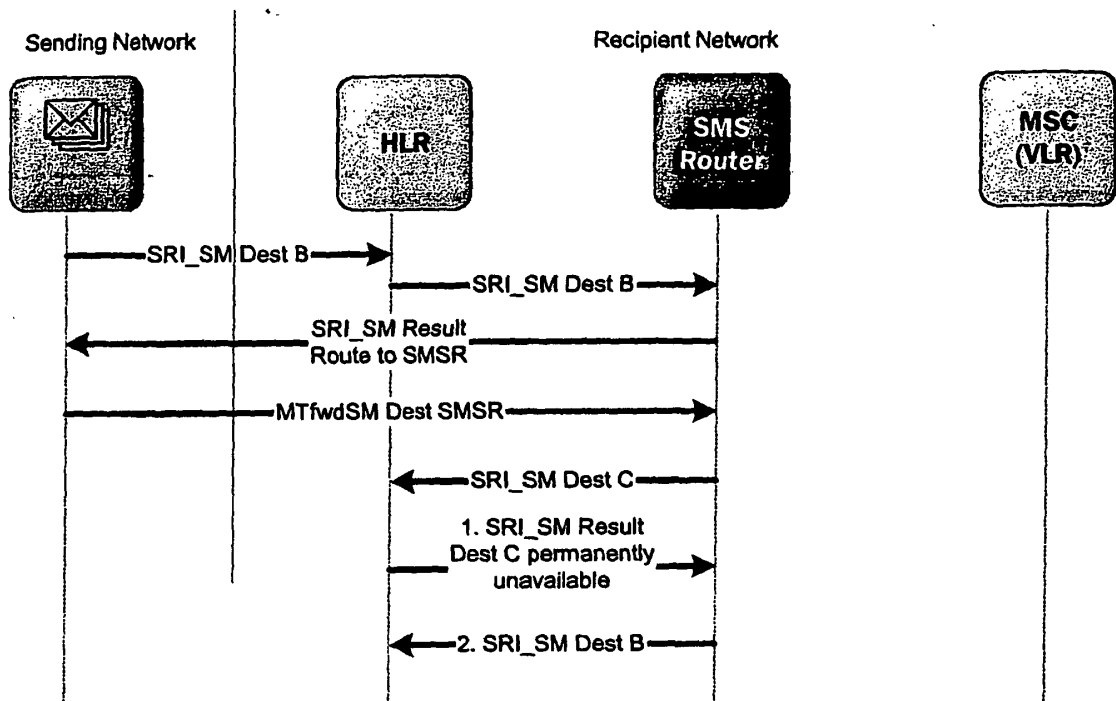 Sending Network
Recipient Network
HLR
SMS
Router
MSC
(VLR)
SRI_SM Dest B
SRI_SM Dest B
SRI_SM Result
Route to SMSR
MTfwdSM Dest SMSR
SRI_SM Dest C
1. SRI_SM Result
Dest C permanently
unavailable
2. SRI_SM Dest B